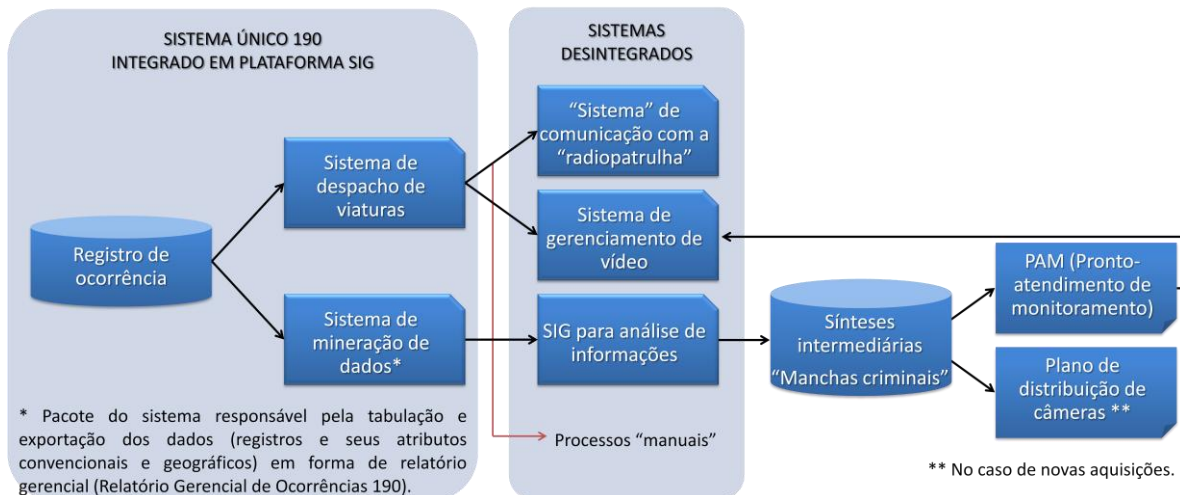 SISTEMA ÚNICO 190
INTEGRADO EM PLATAFORMA SIG
Registro de
ocorrência
Sistema de
despacho de
viaturas
Sistema de
mineração de
dados*
* Pacote do sistema responsável pela tabulação e
exportação dos dados (registros e seus atributos
convencionais e geográficos) em forma de relatório
gerencial (Relatório Gerencial de Ocorrências 190).
SISTEMAS
DESINTEGRADOS
“Sistema” de
comunicação com a
“radiopatrulha”
Sistema de
gerenciamento de
vídeo
SIG para análise de
informações
Processos “manuais”
Sínteses
intermediárias
“Manchas criminais”
PAM (Pronto-
atendimento de
monitoramento)
Plano de
distribuição de
câmeras **
** No caso de novas aquisições.